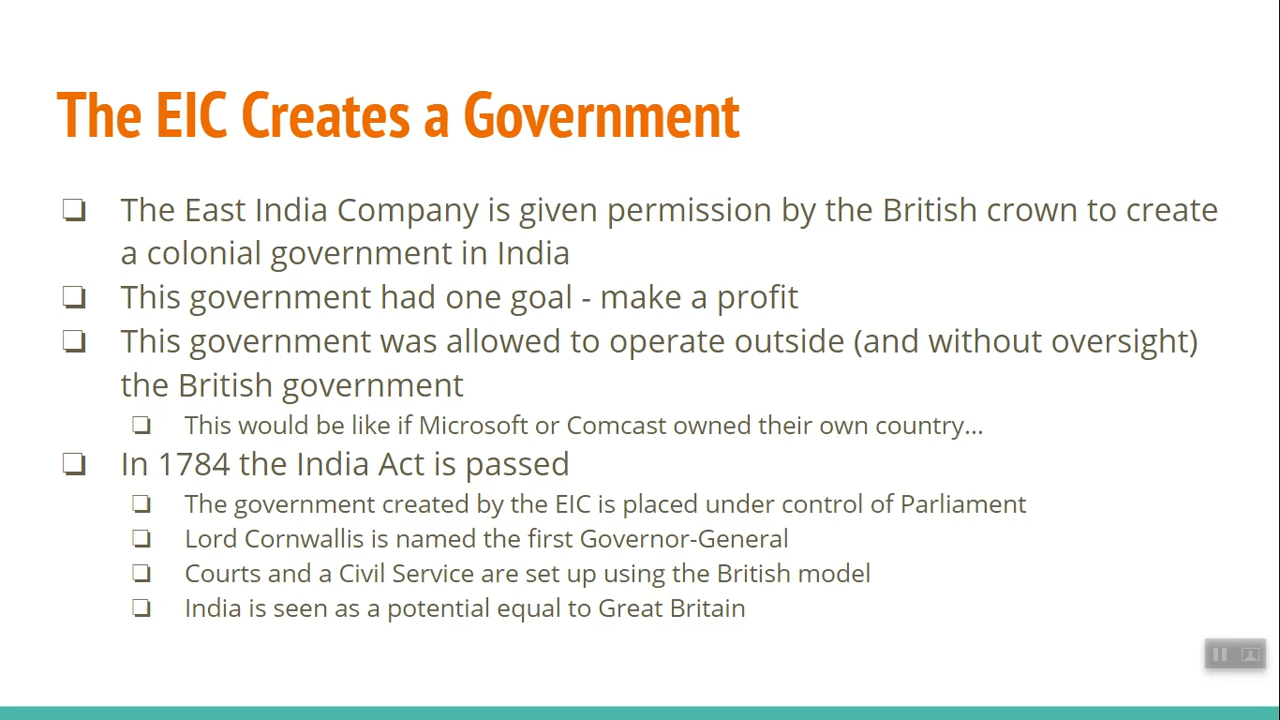 The EIC Creates a Government
❏ The East India Company is given permission by the British crown to create
a colonial government in India
❏ This government had one goal - make a profit
❏ This government was allowed to operate outside (and without oversight)
the British government
❏ This would be like if Microsoft or Comcast owned their own country...
❏ In 1784 the India Act is passed
❏ The government created by the EIC is placed under control of Parliament
❏ Lord Cornwallis is named the first Governor-General
❏ Courts and a Civil Service are set up using the British model
❏ India is seen as a potential equal to Great Britain